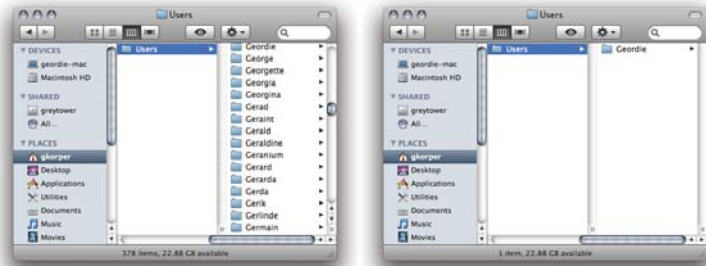 Users
DEVICES
geordie-mac
Macintosh HD
SHARED
greytower
All...
PLACES
gkorper
Desktop
Applications
Utilities
Documents
Music
Movies
Users
Geordie
George
Georgette
Georgia
Georgina
Gerad
Geraint
Gerald
Geraldine
Geranium
Gerard
Gerarda
Gerda
Gerik
Gerlinde
Germain
378 items, 22.88 GB available
Users
DEVICES
geordie-mac
Macintosh HD
SHARED
greytower
All...
PLACES
gkorper
Desktop
Applications
Utilities
Documents
Music
Movies
Users
Geordie
1 item, 22.88 GB available